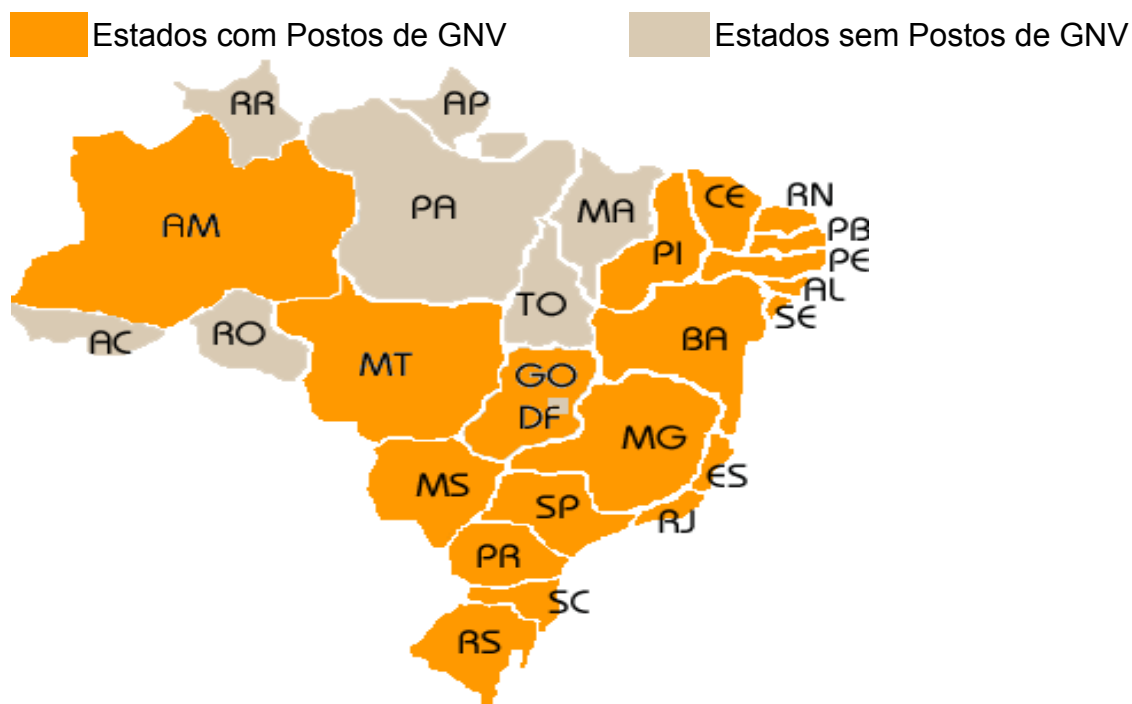 Estados com Postos de GNV
Estados sem Postos de GNV
RR
AP
AM
PA
MA
CE
RN
PB
PE
PI
AL
SE
TO
AC
RO
MT
BA
GO
DF
MG
ES
MS
SP
RJ
PR
SC
RS